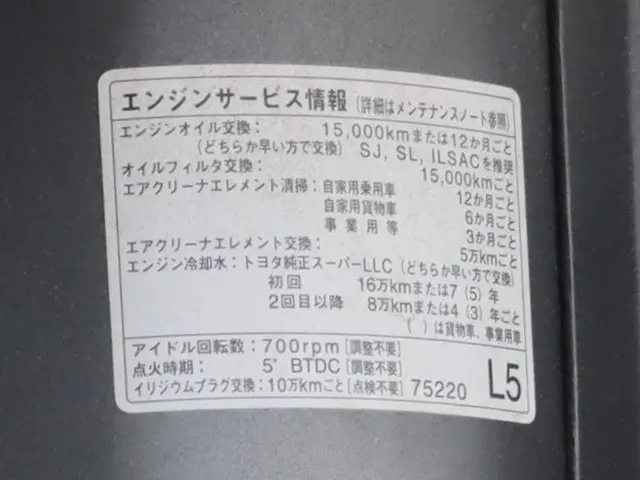 エンジンサービス情報 [詳細はメンテナンスノート参照]
エンジンオイル交換： 15,000kmまたは12か月ごと
(どちらか早い方で交換) SJ, SL, ILSACを推奨
オイルフィルタ交換： 15,000kmごと
エアクリーナエレメント清掃：自家用乗用車 12か月ごと
自家用貨物車 6か月ごと
事業用等 3か月ごと
エアクリーナエレメント交換： 5万kmごと
エンジン冷却水：トヨタ純正スーパーLLC (どちらか早い方で交換)
初回 16万kmまたは7 (5) 年
2回目以降 8万kmまたは4 (3) 年ごと
( ) は貨物車、事業用車
アイドル回転数：700rpm [調整不要]
点火時期： 5° BTDC [調整不要]
イリジウムプラグ交換：10万kmごと [点検不要] 75220 L5